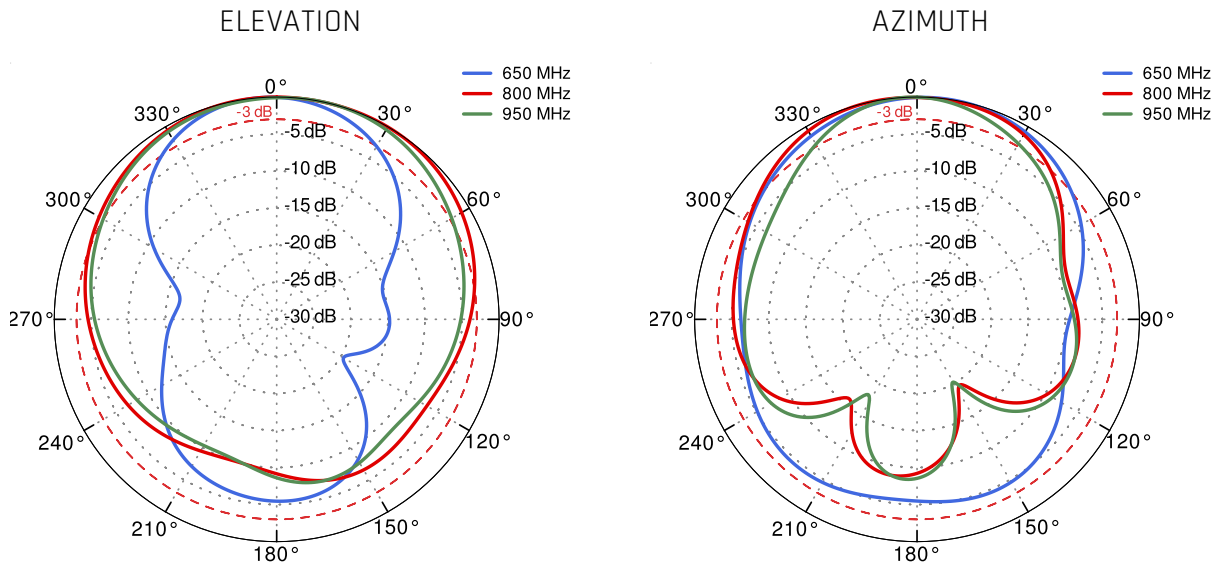 ELEVATION
650 MHz
800 MHz
950 MHz
0°
330°
30°
-3 dB
-5 dB
-10 dB
300°
60°
-15 dB
-20 dB
-25 dB
-30 dB
270°
90°
240°
120°
210°
150°
180°
AZIMUTH
650 MHz
800 MHz
950 MHz
0°
330°
30°
-3 dB
-5 dB
-10 dB
300°
60°
-15 dB
-20 dB
-25 dB
-30 dB
270°
90°
240°
120°
210°
150°
180°